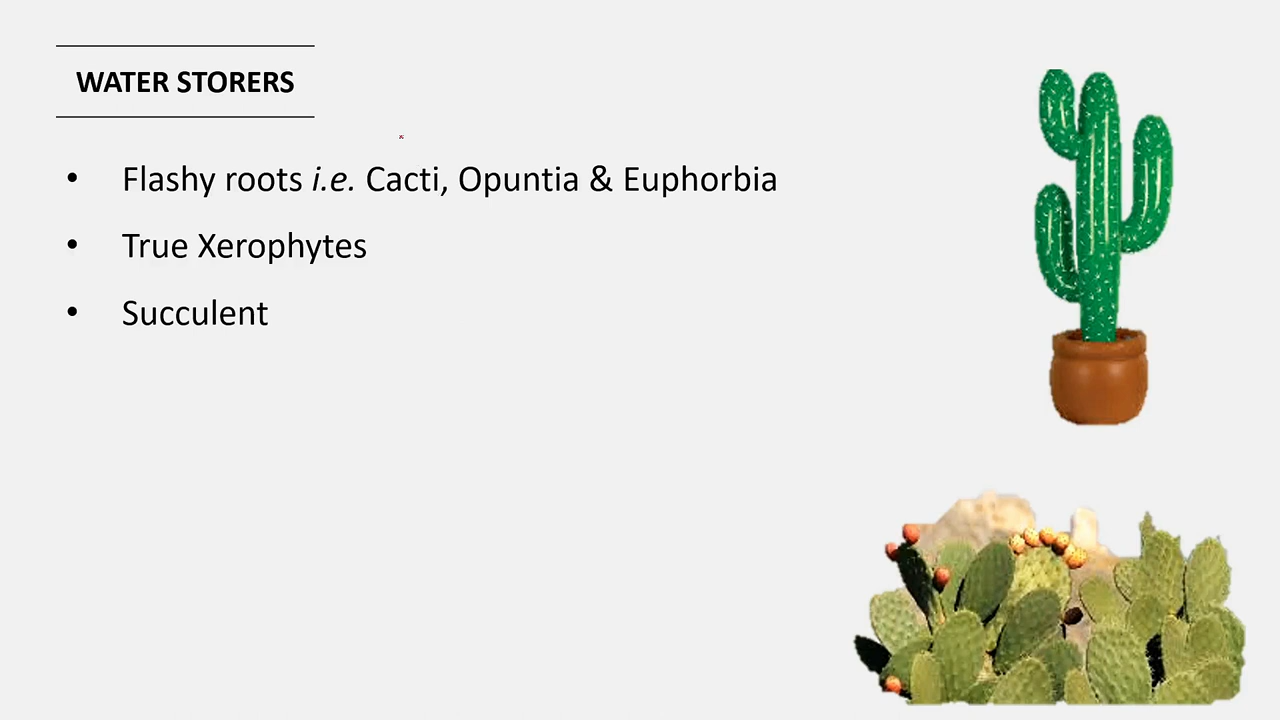 WATER STORERS
• Flashy roots i.e. Cacti, Opuntia & Euphorbia
• True Xerophytes
• Succulent